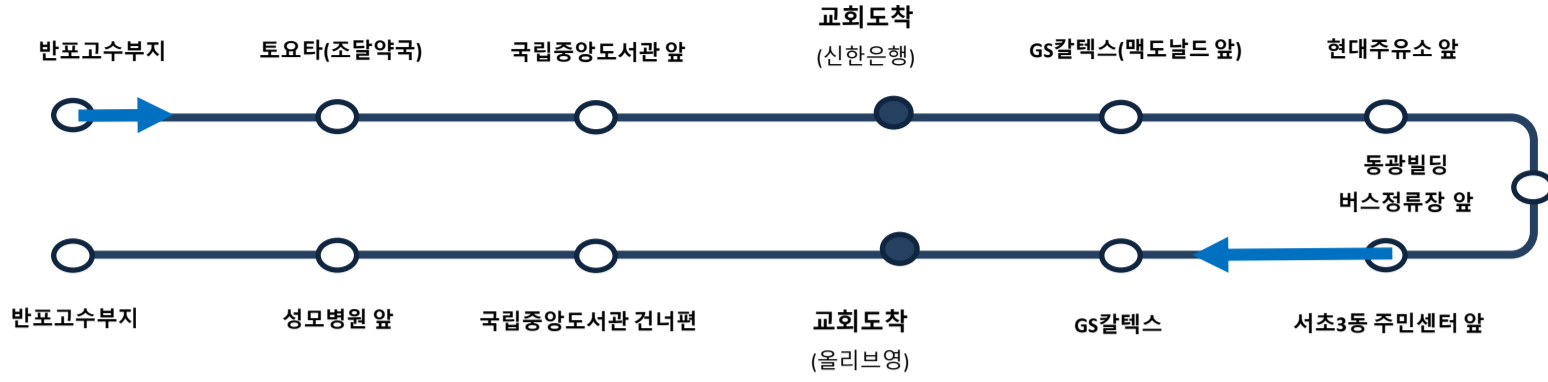 반포고수부지
토요타(조달약국)
국립중앙도서관 앞
교회도착
(신한은행)
GS칼텍스(맥도날드 앞)
현대주유소 앞
동광빌딩
버스정류장 앞
반포고수부지
성모병원 앞
국립중앙도서관 건너편
교회도착
(올리브영)
GS칼텍스
서초3동 주민센터 앞